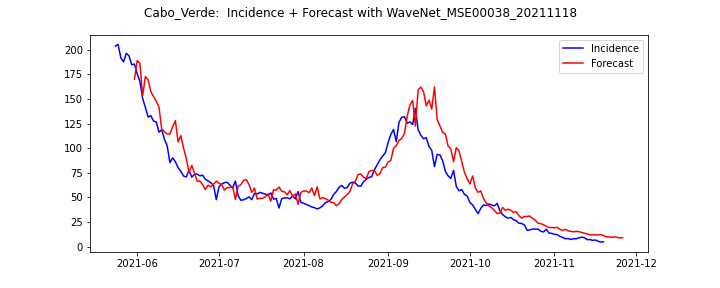 Cabo_Verde:  Incidence + Forecast with WaveNet_MSE00038_20211118
Incidence
Forecast
200
175
150
125
100
75
50
25
0
2021-06 2021-07 2021-08 2021-09 2021-10 2021-11 2021-12